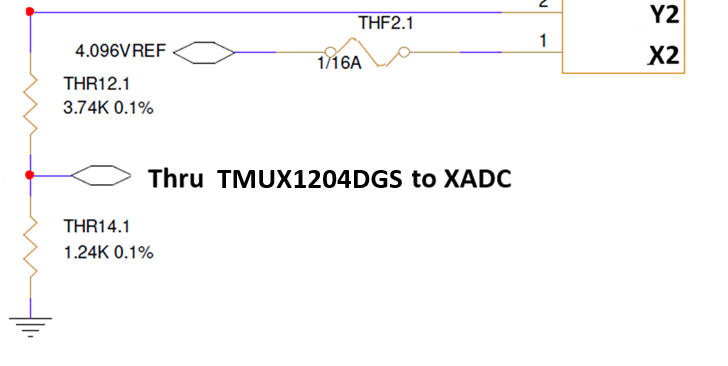 2
Y2
THF2.1
4.096VREF
1/16A
1
X2
THR12.1
3.74K 0.1%
Thru TMUX1204DGS to XADC
THR14.1
1.24K 0.1%